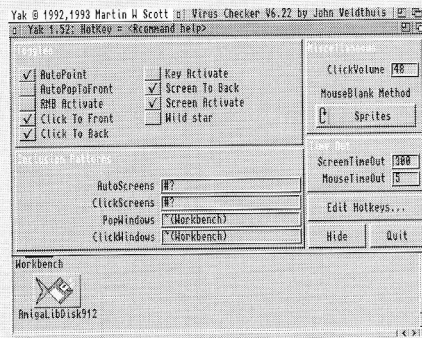 Yak © 1992,1993 Martin W Scott
Virus Checker V6.22 by John Veldthuis
Yak 1.52: HotKey = <Rcommand help>
Toggles
AutoPoint
AutoPopToFront
RMB Activate
Click To Front
Click To Back
Key Activate
Screen To Back
Screen Activate
Wild star
Miscellaneous
ClickVolume 40
MouseBlank Method
Sprites
Inclusion Patterns
AutoScreens #?
ClickScreens #?
PopWindows ~(Workbench)
ClickWindows ~(Workbench)
Time Out
ScreenTimeOut 300
MouseTimeOut 5
Edit Hotkeys...
Hide
Quit
Workbench
AmigaLibDisk912